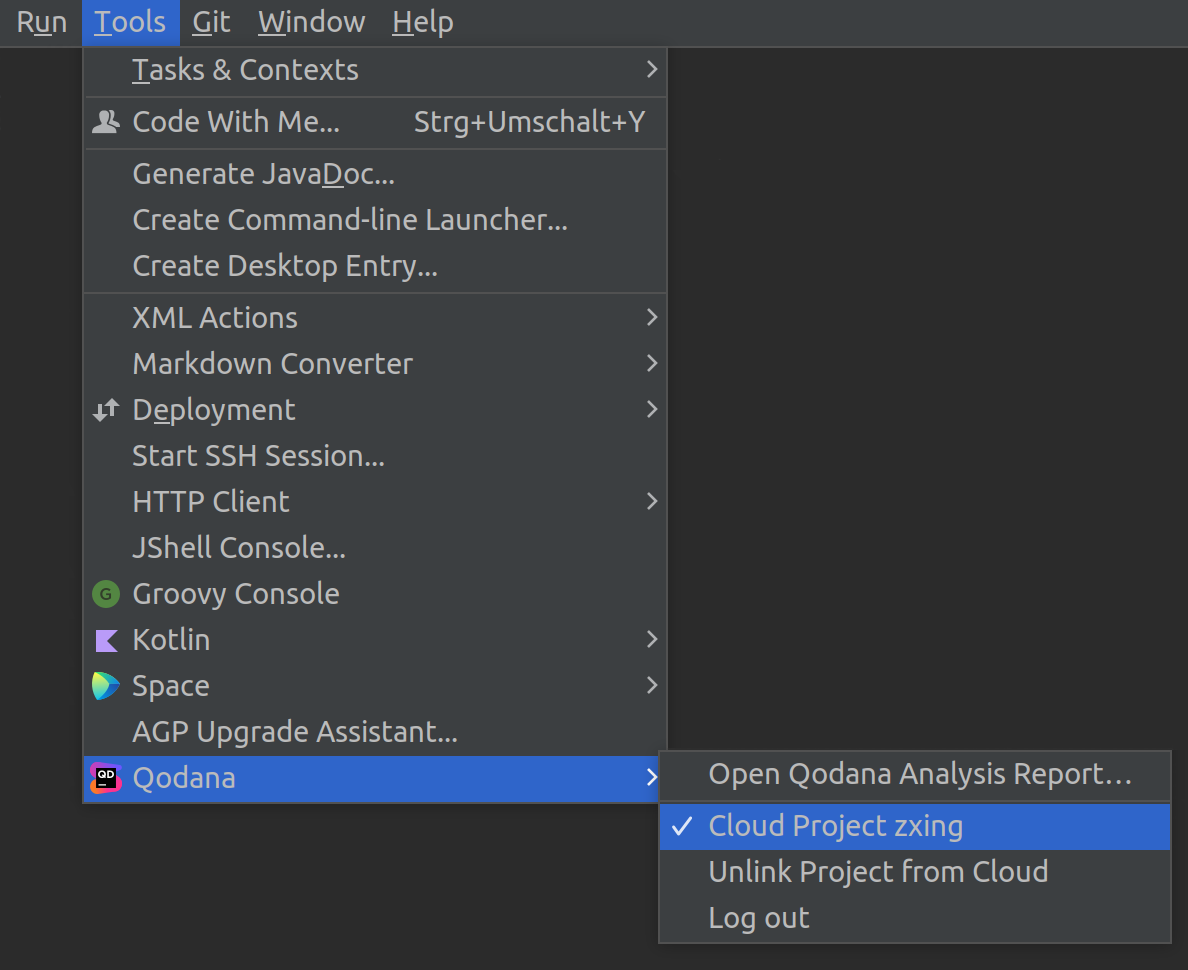 Run Tools Git Window Help
Tasks & Contexts
Code With Me... Strg+Umschalt+Y
Generate JavaDoc...
Create Command-line Launcher...
Create Desktop Entry...
XML Actions
Markdown Converter
Deployment
Start SSH Session...
HTTP Client
JShell Console...
G Groovy Console
Kotlin
Space
AGP Upgrade Assistant...
QD Qodana
Open Qodana Analysis Report...
Cloud Project zxing
Unlink Project from Cloud
Log out